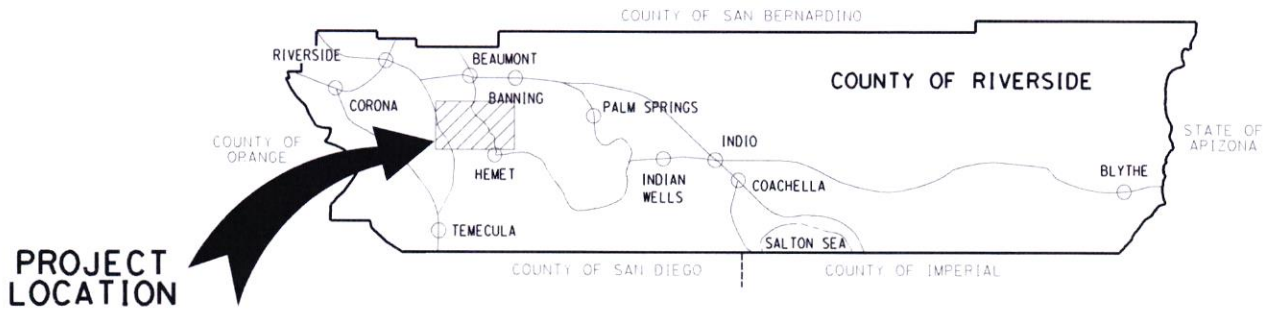 COUNTY OF SAN BERNARDINO
RIVERSIDE
BEAUMONT
COUNTY OF RIVERSIDE
CORONA
BANNING
PALM SPRINGS
COUNTY OF
ORANGE
STATE OF
ARIZONA
INDIO
HEMET
INDIAN
WELLS
COACHELLA
BLYTHE
TEMECULA
SALTON SEA
PROJECT
LOCATION
COUNTY OF SAN DIEGO
COUNTY OF IMPERIAL